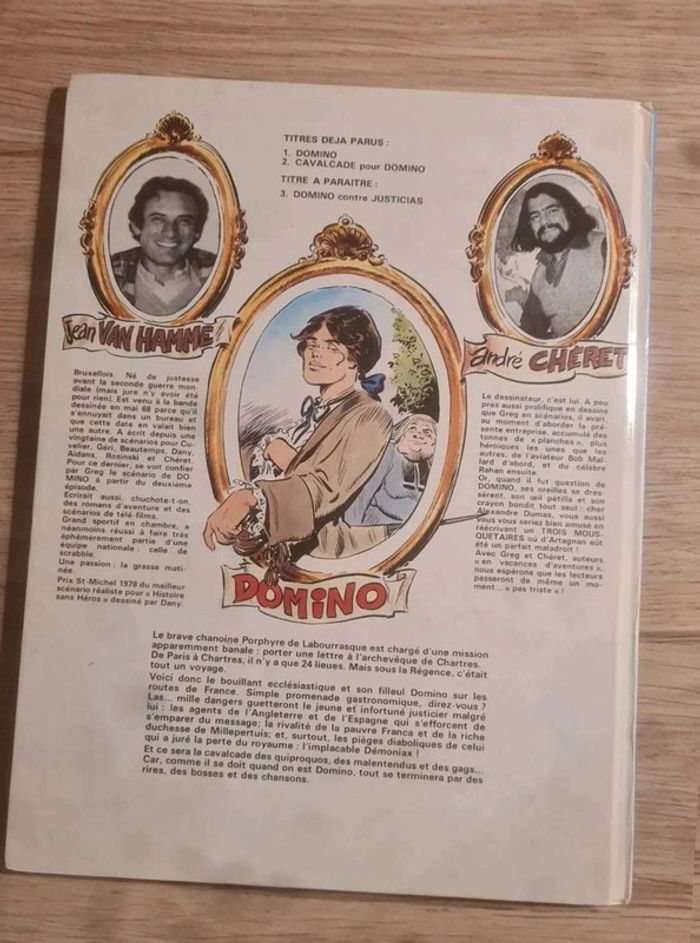 TITRES DEJA PARUS :
1. DOMINO
2. CAVALCADE pour DOMINO
TITRE A PARAITRE :
3. DOMINO contre JUSTICIAS
Jean VAN HAMME
Bruxellois. Né de justesse
avant la seconde guerre mon-
diale (mais jure n'y avoir été
pour rien). Est venu à la bande
dessinée en mai 68 parce qu'il
s'ennuyait dans un bureau et
que cette date en valait bien
une autre. A écrit depuis une
vingtaine de scénarios pour Cu-
velier, Géri, Beautemps, Dany,
Aidans, Rosinski et Chéret.
Pour ce dernier, se voit confier
par Greg le scénario de DO-
MINO à partir du deuxième
épisode.
Ecrirait aussi, chuchote-t-on,
des romans d'aventure et des
scénarios de télé-films.
Grand sportif en chambre, a
néanmoins réussi à faire très
éphémèrement partie d'une
équipe nationale : celle de
scrabble.
Une passion : la grasse mati-
née.
Prix St-Michel 1978 du meilleur
scénario réaliste pour « Histoire
sans Héros » dessiné par Dany.
andré CHÉRET
Le dessinateur, c'est lui. A peu
près aussi prolifique en dessins
que Greg en scénarios, il avait,
au moment d'aborder la pré-
sente entreprise, accumulé des
tonnes de « planches », plus
héroïques les unes que les
autres, de l'aviateur Bob Mal-
lard d'abord, et du célèbre
Rahan ensuite.
Or, quand il fut question de
DOMINO, ses oreilles se dres-
sèrent, son œil pétilla et son
crayon bondit tout seul : cher
Alexandre Dumas, vous aussi
vous vous seriez bien amusé en
réécrivant un TROIS MOUS-
QUETAIRES où d'Artagnan eût
été un parfait maladroit !
Avec Greg et Chéret, auteurs
« en vacances d'aventures »,
nous espérons que les lecteurs
passeront de même un mo-
ment... « pas triste » !
DOMINO
Le brave chanoine Porphyre de Labourrasque est chargé d'une mission
apparemment banale : porter une lettre à l'archevêque de Chartres.
De Paris à Chartres, il n'y a que 24 lieues. Mais sous la Régence, c'était
tout un voyage.
Voici donc le bouillant ecclésiastique et son filleul Domino sur les
routes de France. Simple promenade gastronomique, direz-vous ?
Las... mille dangers guetteront le jeune et infortuné justicier malgré
lui : les agents de l'Angleterre et de l'Espagne qui s'efforcent de
s'emparer du message; la rivalité de la pauvre Franca et de la riche
duchesse de Millepertuis; et, surtout, les pièges diaboliques de celui
qui a juré la perte du royaume : l'implacable Démoniax !
Et ce sera la cavalcade des quiproquos, des malentendus et des gags...
Car, comme il se doit quand on est Domino, tout se terminera par des
rires, des bosses et des chansons.